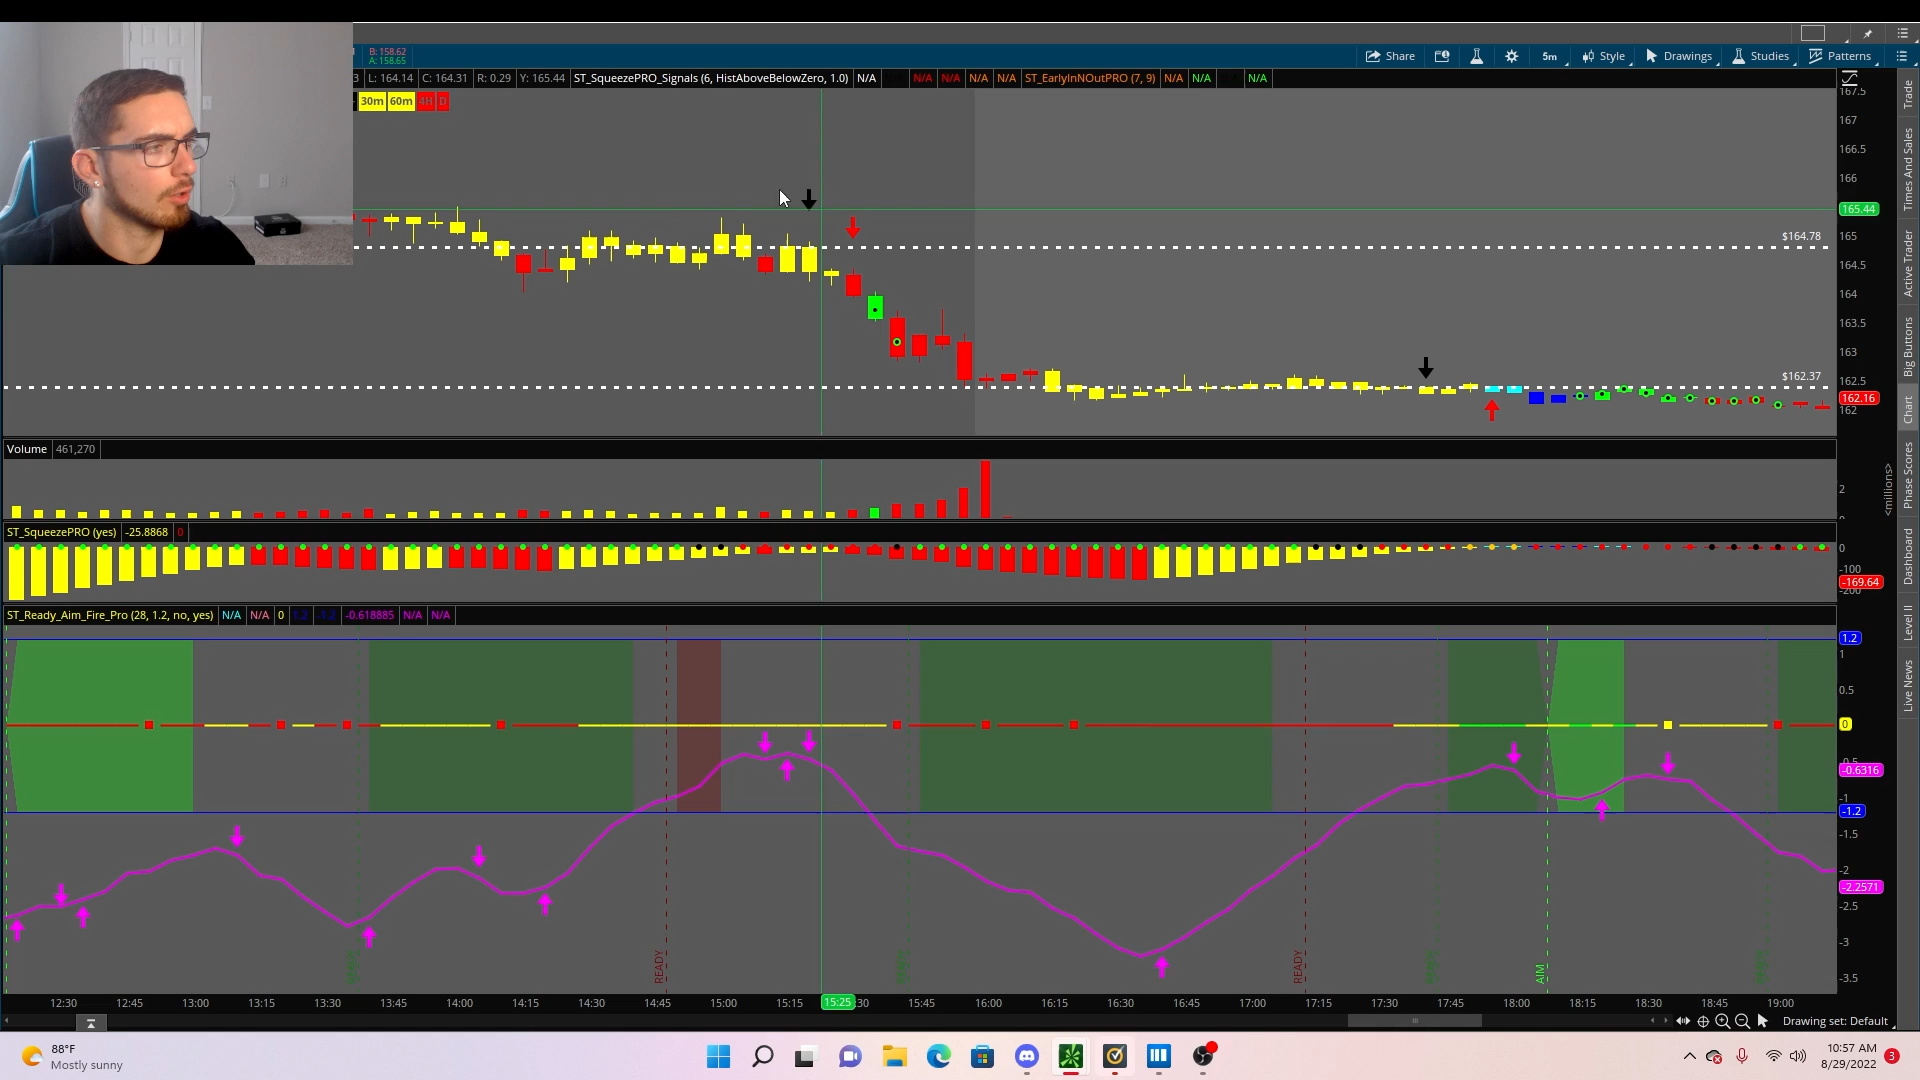 B: 158.62
A: 158.65
Share
5m
Style
Drawings
Studies
Patterns
3 L: 164.14 C: 164.31 R: 0.29 Y: 165.44 ST_SqueezePRO_Signals (6, HistAboveBelowZero, 1.0) N/A N/A N/A N/A N/A ST_EarlyInNOutPRO (7, 9) N/A N/A N/A
30m 60m 4H D
167.5
167
166.5
166
165.44
165
$164.78
164.5
164
163.5
163
$162.37
162.5
162.16
162
Volume 461,270
2
<millions>
ST_SqueezePRO (yes) -25.8868 0
0
-100
-169.64
-200
ST_Ready_Aim_Fire_Pro (28, 1.2, no, yes) N/A N/A 0 1.2 -1.2 -0.618885 N/A N/A
1.2
1
0.5
0
-0.5
-0.6316
-1
-1.2
-1.5
-2
-2.2571
-2.5
-3
-3.5
READY
READY
AIM
12:30 12:45 13:00 13:15 13:30 13:45 14:00 14:15 14:30 14:45 15:00 15:15 15:25 :30 15:45 16:00 16:15 16:30 16:45 17:00 17:15 17:30 17:45 18:00 18:15 18:30 18:45 19:00
Drawing set: Default
Trade
Times And Sales
Active Trader
Big Buttons
Chart
Phase Scores
Dashboard
Level II
Live News
88°F
Mostly sunny
10:57 AM
8/29/2022
3